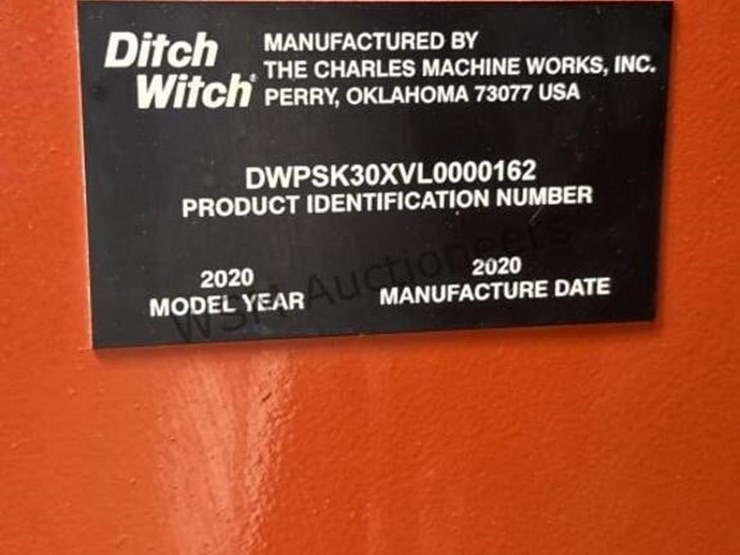 Ditch Witch®
MANUFACTURED BY
THE CHARLES MACHINE WORKS, INC.
PERRY, OKLAHOMA 73077 USA
DWPSK30XVL0000162
PRODUCT IDENTIFICATION NUMBER
2020
MODEL YEAR
2020
MANUFACTURE DATE
Auctioneers